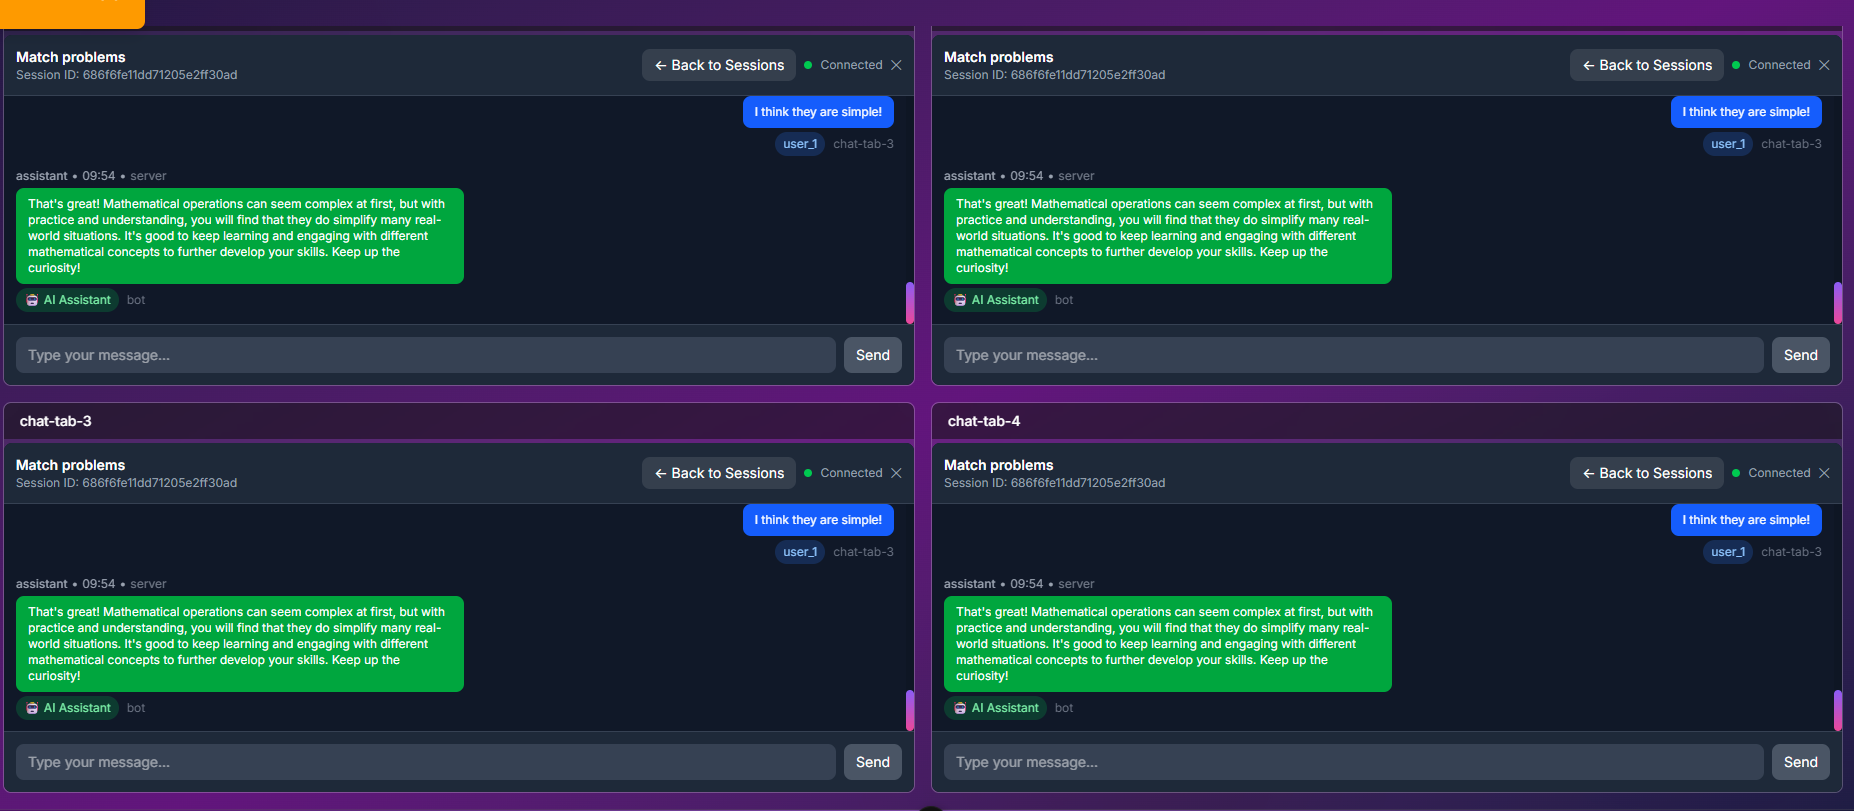 Match problems
Session ID: 686f6fe11dd71205e2ff30ad
← Back to Sessions
Connected
I think they are simple!
user_1 chat-tab-3
assistant • 09:54 • server
That's great! Mathematical operations can seem complex at first, but with
practice and understanding, you will find that they do simplify many real-
world situations. It's good to keep learning and engaging with different
mathematical concepts to further develop your skills. Keep up the
curiosity!
AI Assistant bot
Type your message...
Send
Match problems
Session ID: 686f6fe11dd71205e2ff30ad
← Back to Sessions
Connected
I think they are simple!
user_1 chat-tab-3
assistant • 09:54 • server
That's great! Mathematical operations can seem complex at first, but with
practice and understanding, you will find that they do simplify many real-
world situations. It's good to keep learning and engaging with different
mathematical concepts to further develop your skills. Keep up the
curiosity!
AI Assistant bot
Type your message...
Send
chat-tab-3
Match problems
Session ID: 686f6fe11dd71205e2ff30ad
← Back to Sessions
Connected
I think they are simple!
user_1 chat-tab-3
assistant • 09:54 • server
That's great! Mathematical operations can seem complex at first, but with
practice and understanding, you will find that they do simplify many real-
world situations. It's good to keep learning and engaging with different
mathematical concepts to further develop your skills. Keep up the
curiosity!
AI Assistant bot
Type your message...
Send
chat-tab-4
Match problems
Session ID: 686f6fe11dd71205e2ff30ad
← Back to Sessions
Connected
I think they are simple!
user_1 chat-tab-3
assistant • 09:54 • server
That's great! Mathematical operations can seem complex at first, but with
practice and understanding, you will find that they do simplify many real-
world situations. It's good to keep learning and engaging with different
mathematical concepts to further develop your skills. Keep up the
curiosity!
AI Assistant bot
Type your message...
Send